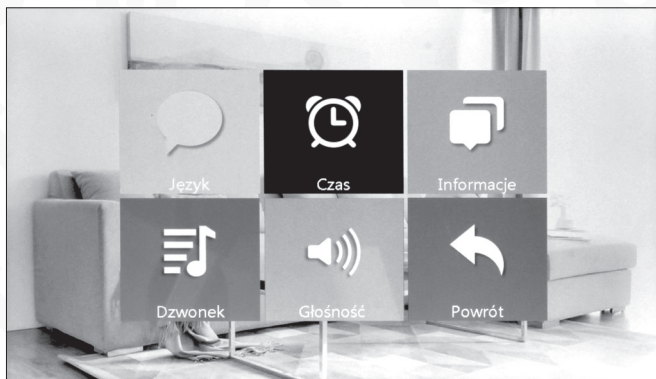 Język
Czas
Informacje
Dzwonek
Głośność
Powrót